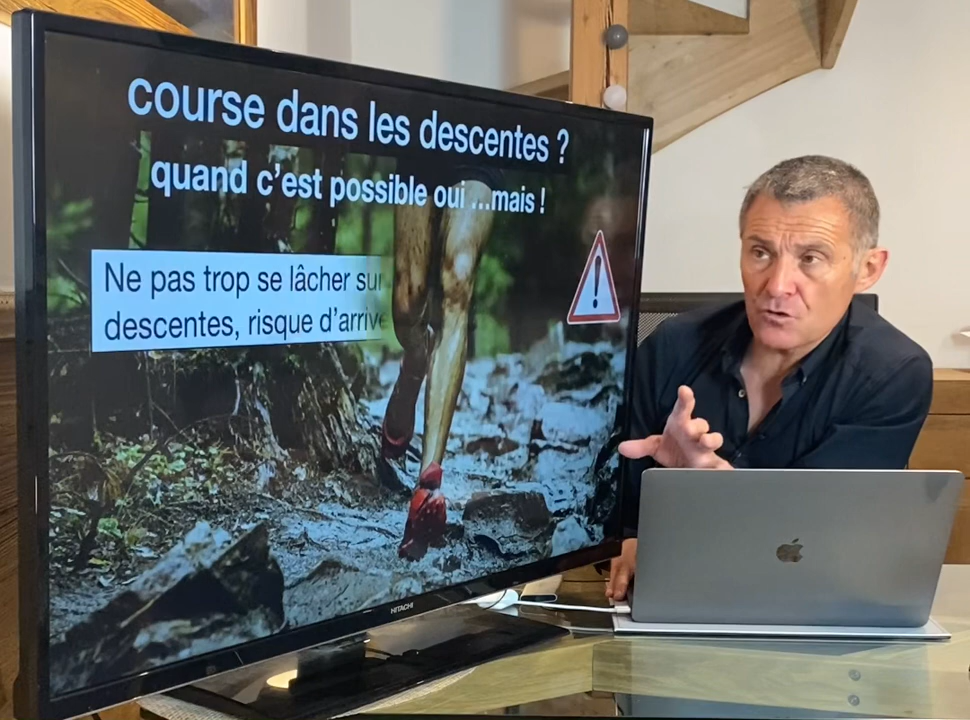 course dans les descentes ?
quand c'est possible oui ...mais !
Ne pas trop se lâcher sur
descentes, risque d'arrive
HITACHI